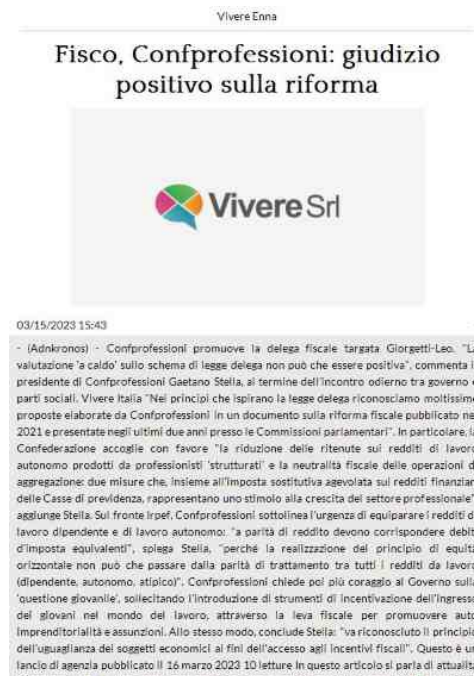 Vivere Enna
Fisco, Confprofessioni: giudizio
positivo sulla riforma
Vivere Srl
03/15/2023 15:43
- (Adnkronos) - Confprofessioni promuove la delega fiscale targata Giorgetti-Leo. "La
valutazione 'a caldo' sullo schema di legge delega non può che essere positiva", commenta il
presidente di Confprofessioni Gaetano Stella, al termine dell'incontro odierno tra governo e
parti sociali. Vivere Italia "Nei principi che ispirano la legge delega riconosciamo moltissime
proposte elaborate da Confprofessioni in un documento sulla riforma fiscale pubblicato nel
2021 e presentate negli ultimi due anni presso le Commissioni parlamentari". In particolare, la
Confederazione accoglie con favore "la riduzione delle ritenute sui redditi di lavoro
autonomo prodotti da professionisti 'strutturati' e la neutralità fiscale delle operazioni di
aggregazione: due misure che, insieme all'imposta sostitutiva agevolata sui redditi finanziari
delle Casse di previdenza, rappresentano uno stimolo alla crescita del settore professionale",
aggiunge Stella. Sul fronte Irpef, Confprofessioni sottolinea l'urgenza di equiparare i redditi di
lavoro dipendente e di lavoro autonomo: "a parità di reddito devono corrispondere debiti
d'imposta equivalenti", spiega Stella, "perché la realizzazione del principio di equità
orizzontale non può che passare dalla parità di trattamento tra tutti i redditi da lavoro
(dipendente, autonomo, atipico)". Confprofessioni chiede poi più coraggio al Governo sulla
'questione giovanile', sollecitando l'introduzione di strumenti di incentivazione dell'ingresso
dei giovani nel mondo del lavoro, attraverso la leva fiscale per promuovere auto
imprenditorialità e assunzioni. Allo stesso modo, conclude Stella: "va riconosciuto il principio
dell'uguaglianza dei soggetti economici ai fini dell'accesso agli incentivi fiscali". Questo è un
lancio di agenzia pubblicato il 16 marzo 2023 10 letture In questo articolo si parla di attualità